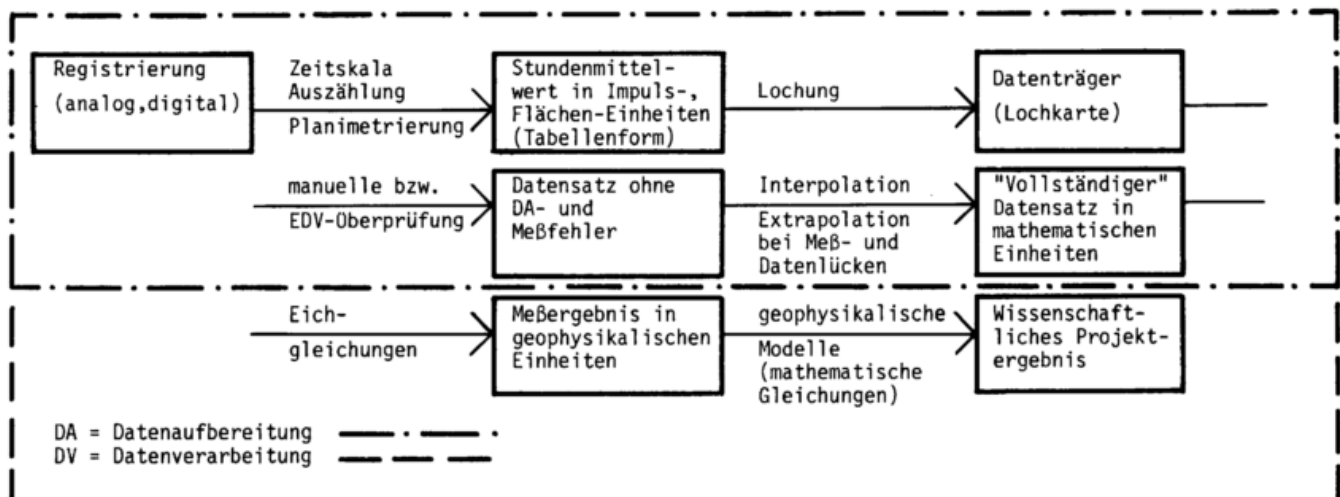 Registrierung
(analog,digital)
Zeitskala
Auszählung
Planimetrierung
Stundenmittel-
wert in Impuls-,
Flächen-Einheiten
(Tabellenform)
Lochung
Datenträger
(Lochkarte)
manuelle bzw.
EDV-Oberprüfung
Datensatz ohne
DA- und
Meßfehler
Interpolation
Extrapolation
bei Meß- und
Datenlücken
"Vollständiger"
Datensatz in
mathematischen
Einheiten
Eich-
gleichungen
Meßergebnis in
geophysikalischen
Einheiten
geophysikalische
Modelle
(mathematische
Gleichungen)
Wissenschaft-
liches Projekt-
ergebnis
DA = Datenaufbereitung
DV = Datenverarbeitung